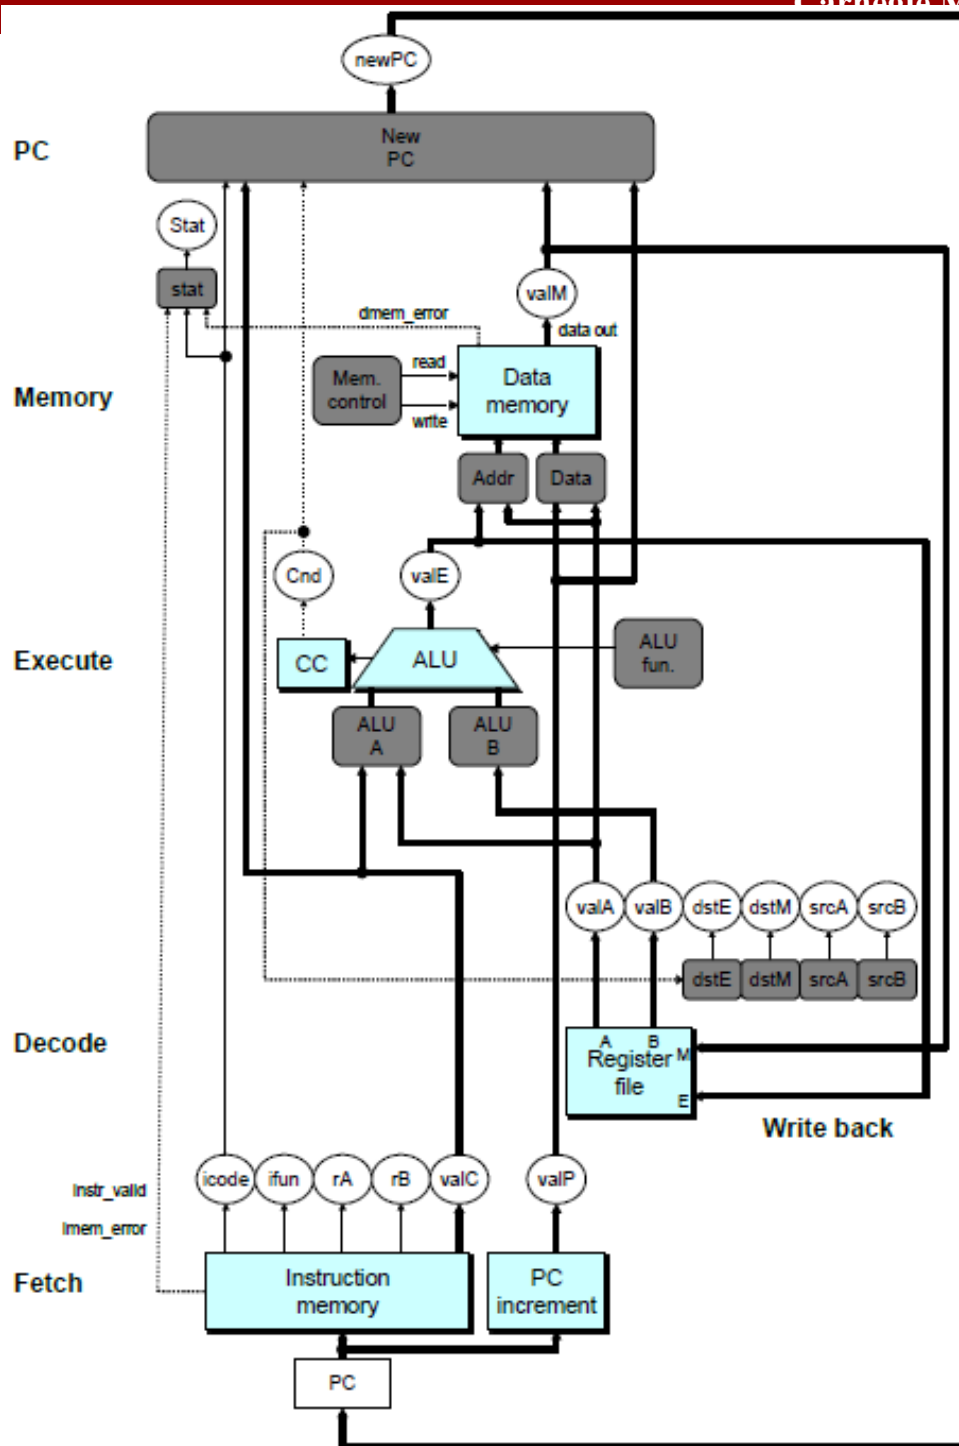 newPC
New
PC
PC
Stat
stat
valM
dmem_error
data out
read
Mem.
control
write
Data
memory
Memory
Addr
Data
Cnd
valE
CC
ALU
ALU
fun.
Execute
ALU
A
ALU
B
valA
valB
dstE
dstM
srcA
srcB
dstE
dstM
srcA
srcB
Decode
A
B
M
Register
file
E
Write back
icode
ifun
rA
rB
valC
valP
Instr_valid
Imem_error
Fetch
Instruction
memory
PC
increment
PC